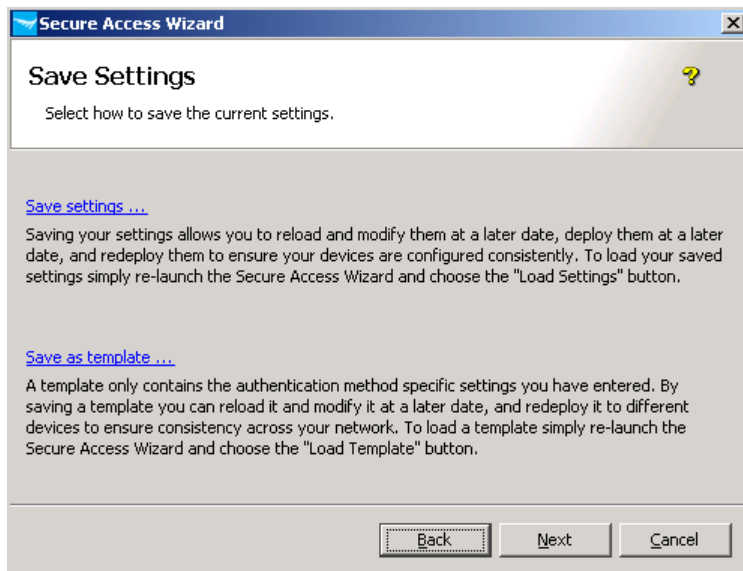 Secure Access Wizard
Save Settings
Select how to save the current settings.
Save settings ...
Saving your settings allows you to reload and modify them at a later date, deploy them at a later
date, and redeploy them to ensure your devices are configured consistently. To load your saved
settings simply re-launch the Secure Access Wizard and choose the "Load Settings" button.
Save as template ...
A template only contains the authentication method specific settings you have entered. By
saving a template you can reload it and modify it at a later date, and redeploy it to different
devices to ensure consistency across your network. To load a template simply re-launch the
Secure Access Wizard and choose the "Load Template" button.
Back Next Cancel